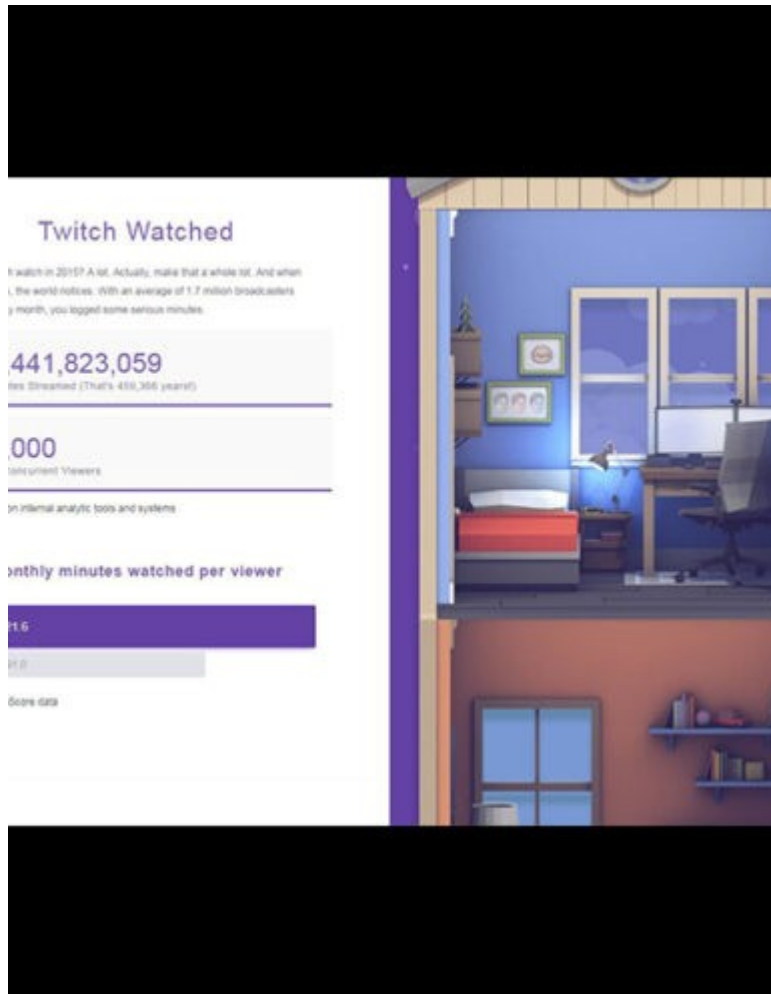 Twitch Watched
watch in 2015? A lot. Actually, make that a whole lot. And when
, the world notices. With an average of 1.7 million broadcasters
y month, you logged some serious minutes.
,441,823,059
tes Streamed (That's 459,366 years!)
,000
oncurrent Viewers
on internal analytic tools and systems
onthly minutes watched per viewer
21.6
Score data